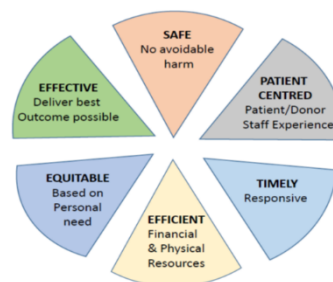 SAFE
No avoidable
harm
EFFECTIVE
Deliver best
Outcome possible
PATIENT
CENTRED
Patient/Donor
Staff Experience
EQUITABLE
Based on
Personal
need
TIMELY
Responsive
EFFICIENT
Financial
& Physical
Resources